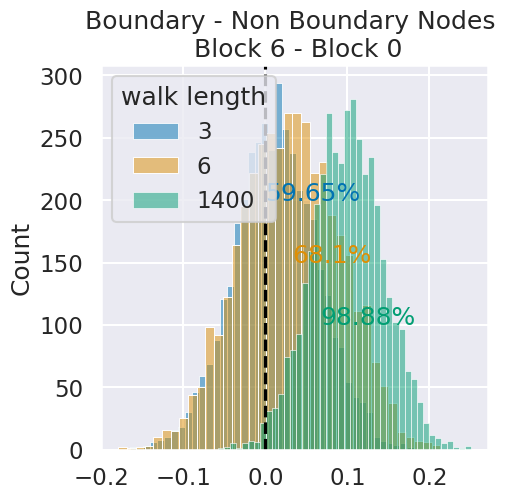 Boundary - Non Boundary Nodes
Block 6 - Block 0
walk length
3
6
1400
59.65%
68.1%
98.88%
Count
300
250
200
150
100
50
0
−0.2 −0.1 0.0 0.1 0.2